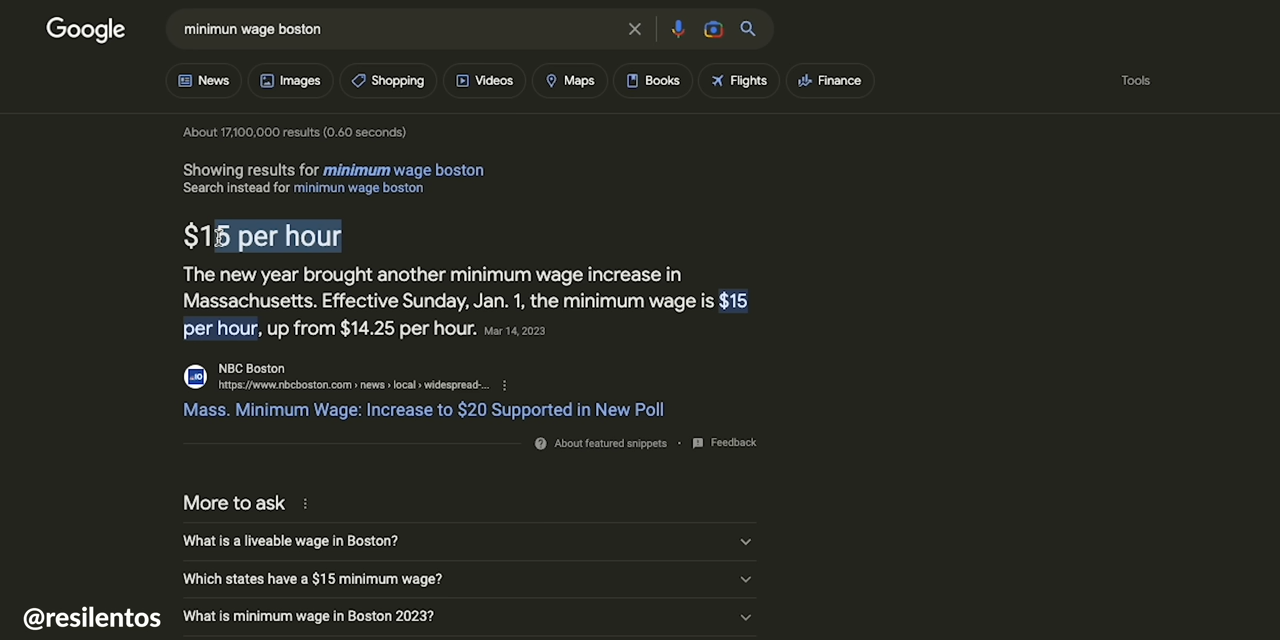 Google
minimun wage boston
News
Images
Shopping
Videos
Maps
Books
Flights
Finance
Tools
About 17,100,000 results (0.60 seconds)
Showing results for minimum wage boston
Search instead for minimun wage boston
$15 per hour
The new year brought another minimum wage increase in
Massachusetts. Effective Sunday, Jan. 1, the minimum wage is $15
per hour, up from $14.25 per hour. Mar 14, 2023
NBC Boston
https://www.nbcboston.com › news › local › widespread-...
Mass. Minimum Wage: Increase to $20 Supported in New Poll
About featured snippets · Feedback
More to ask
What is a liveable wage in Boston?
Which states have a $15 minimum wage?
What is minimum wage in Boston 2023?
@resilentos